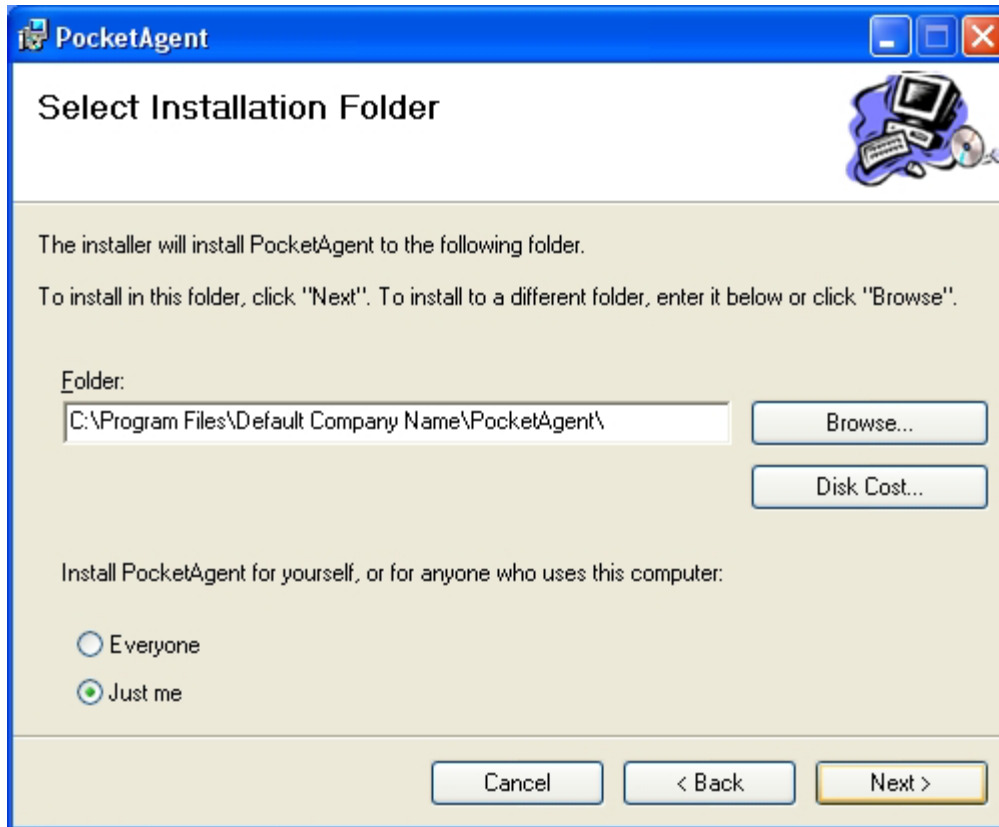 PocketAgent
Select Installation Folder
The installer will install PocketAgent to the following folder.
To install in this folder, click "Next". To install to a different folder, enter it below or click "Browse".
Folder:
C:\Program Files\Default Company Name\PocketAgent\
Browse...
Disk Cost...
Install PocketAgent for yourself, or for anyone who uses this computer:
Everyone
Just me
Cancel
< Back
Next >